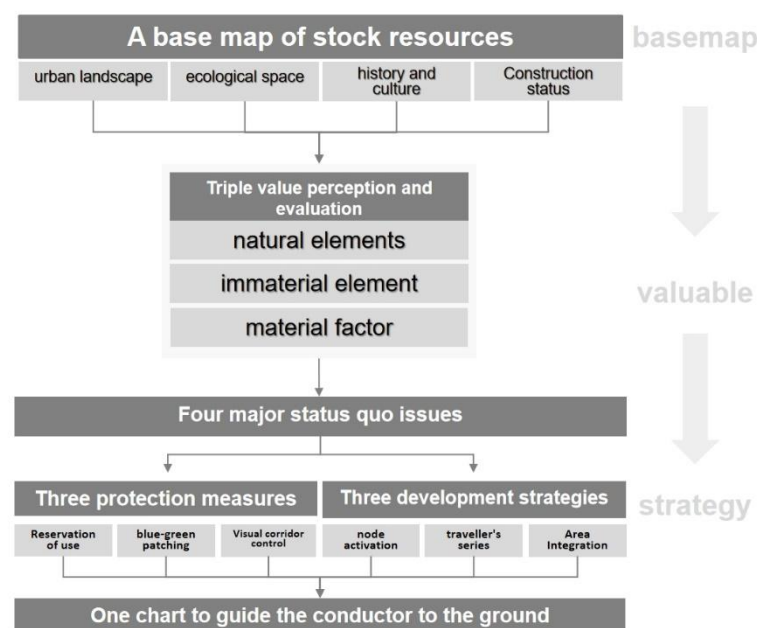 A base map of stock resources
basemap
urban landscape
ecological space
history and
culture
Construction
status
Triple value perception and
evaluation
natural elements
immaterial element
material factor
valuable
Four major status quo issues
Three protection measures
Three development strategies
strategy
Reservation
of use
blue-green
patching
Visual corridor
control
node
activation
traveller's
series
Area
Integration
One chart to guide the conductor to the ground